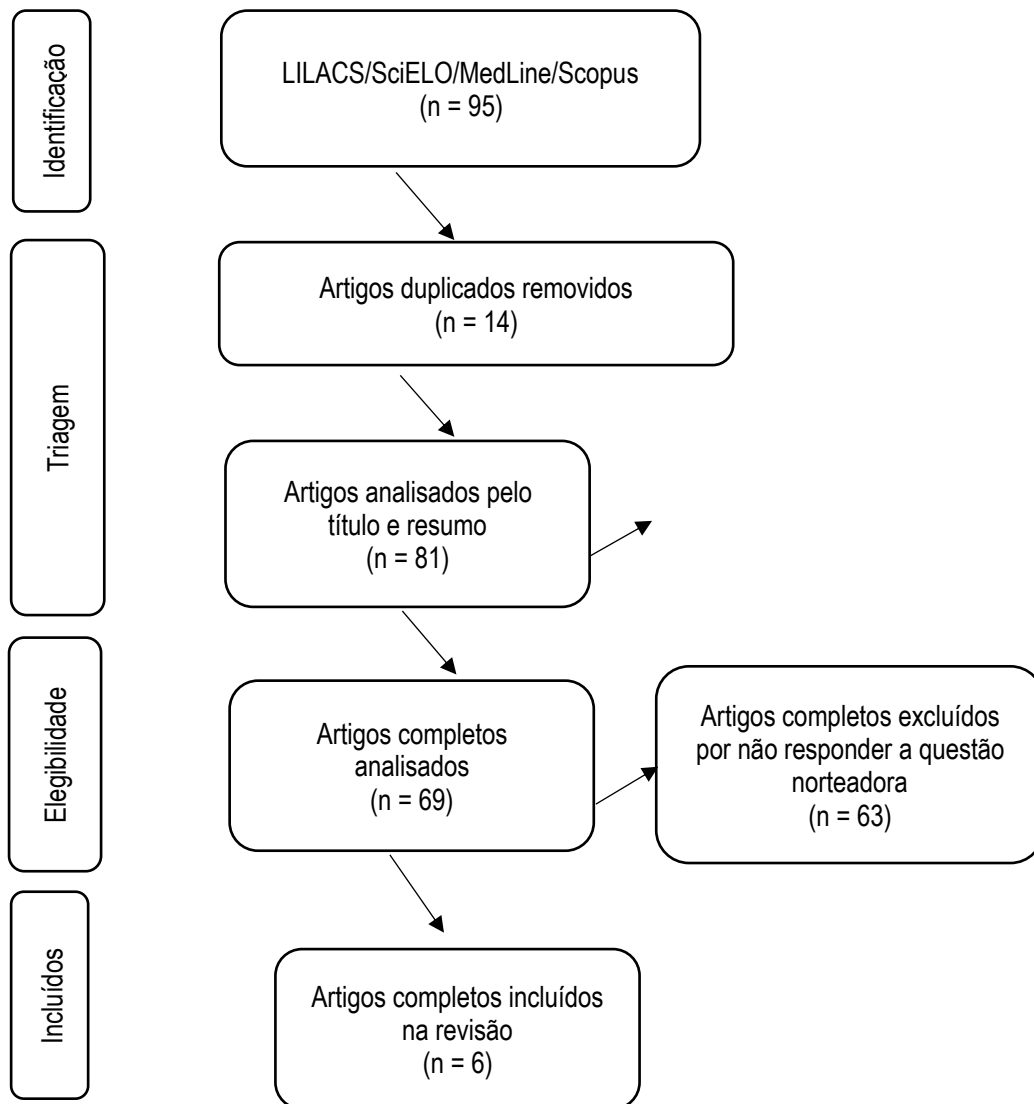 Identificação
LILACS/SciELO/MedLine/Scopus
(n = 95)
Triagem
Artigos duplicados removidos
(n = 14)
Artigos analisados pelo
título e resumo
(n = 81)
Elegibilidade
Artigos completos
analisados
(n = 69)
Artigos completos excluídos
por não responder a questão
norteadora
(n = 63)
Incluídos
Artigos completos incluídos
na revisão
(n = 6)